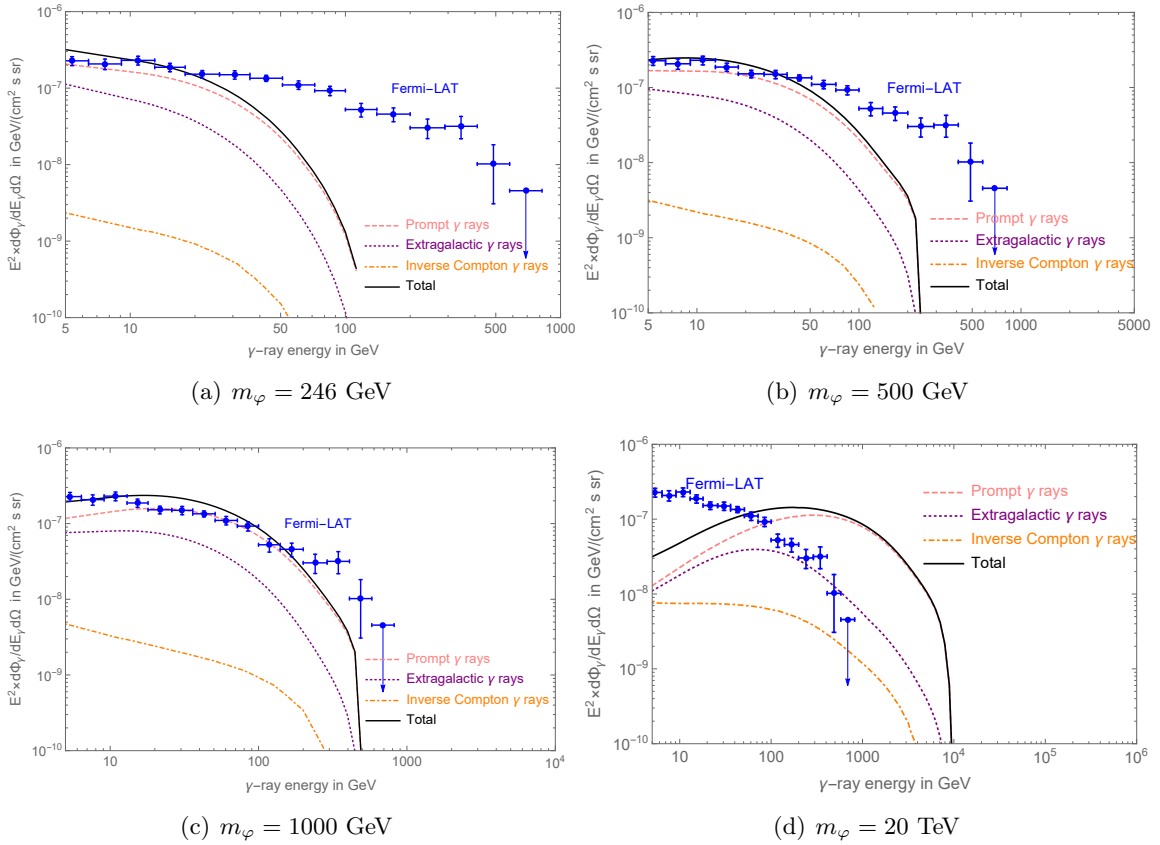 10⁻⁶
10⁻⁷
10⁻⁸
10⁻⁹
10⁻¹⁰
E²×dΦᵧ/dEᵧdΩ in GeV/(cm² s sr)
Fermi-LAT
Prompt γ rays
Extragalactic γ rays
Inverse Compton γ rays
Total
5 10 50 100 500 1000
γ-ray energy in GeV
(a) m_φ = 246 GeV
10⁻⁶
10⁻⁷
10⁻⁸
10⁻⁹
10⁻¹⁰
E²×dΦᵧ/dEᵧdΩ in GeV/(cm² s sr)
Fermi-LAT
Prompt γ rays
Extragalactic γ rays
Inverse Compton γ rays
Total
5 10 50 100 500 1000 5000
γ-ray energy in GeV
(b) m_φ = 500 GeV
10⁻⁶
10⁻⁷
10⁻⁸
10⁻⁹
10⁻¹⁰
E²×dΦᵧ/dEᵧdΩ in GeV/(cm² s sr)
Fermi-LAT
Prompt γ rays
Extragalactic γ rays
Inverse Compton γ rays
Total
10 100 1000 10⁴
γ-ray energy in GeV
(c) m_φ = 1000 GeV
10⁻⁶
10⁻⁷
10⁻⁸
10⁻⁹
10⁻¹⁰
E²×dΦᵧ/dEᵧdΩ in GeV/(cm² s sr)
Fermi-LAT
Prompt γ rays
Extragalactic γ rays
Inverse Compton γ rays
Total
10 100 1000 10⁴ 10⁵ 10⁶
γ-ray energy in GeV
(d) m_φ = 20 TeV